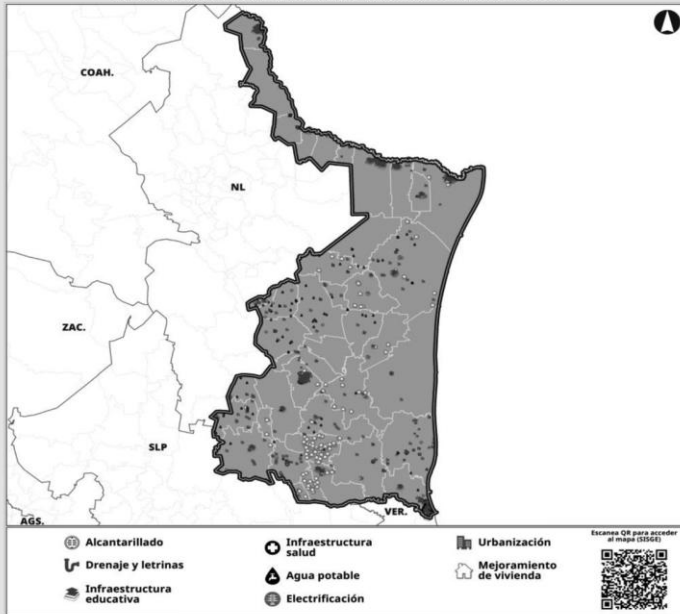 COAH.
NL
ZAC.
SLP
VER.
AGS.
Alcantarillado
Drenaje y letrinas
Infraestructura
educativa
Infraestructura
salud
Agua potable
Electrificación
Urbanización
Mejoramiento
de vivienda
Escanea QR para acceder
al mapa (SISGE)